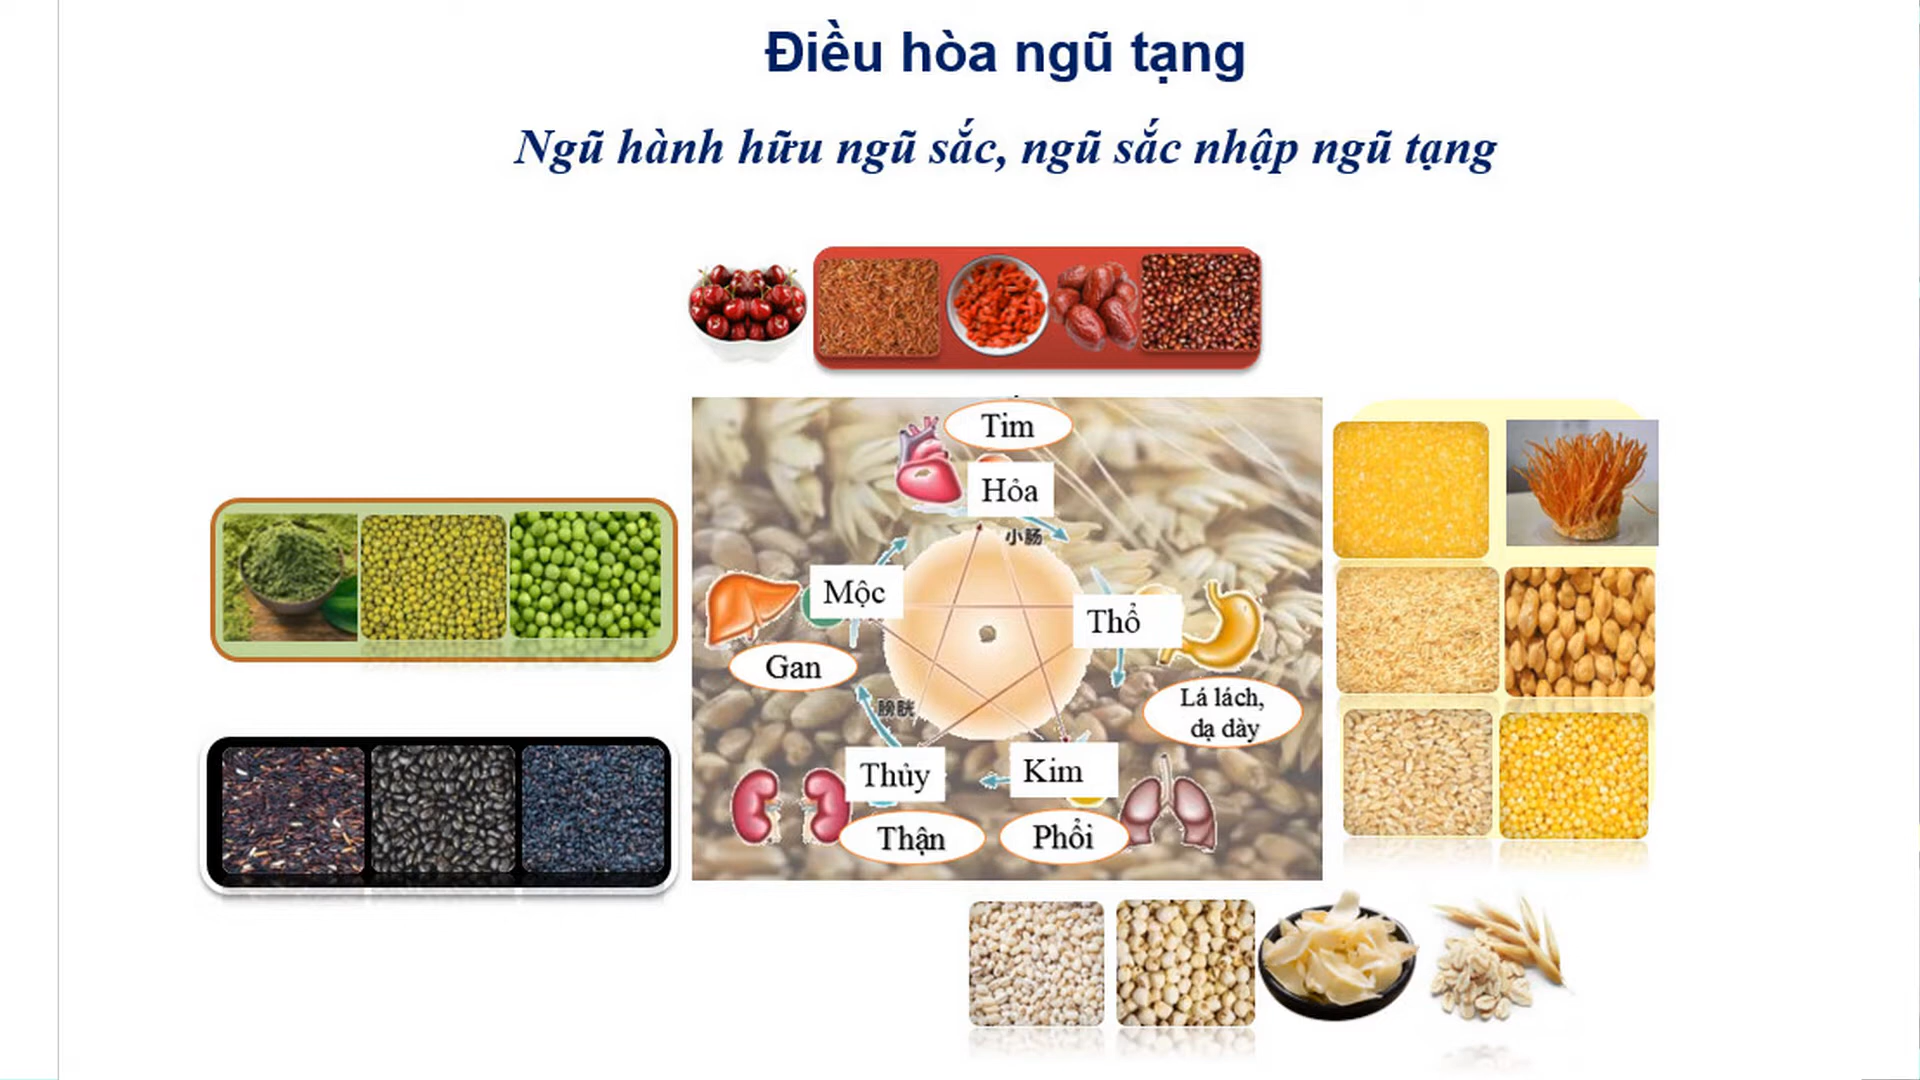 Điều hòa ngũ tạng
Ngũ hành hữu ngũ sắc, ngũ sắc nhập ngũ tạng
Tim
Hỏa
小肠
Mộc
Thổ
Gan
Lá lách,
dạ dày
膀胱
Thủy
Kim
Thận
Phổi